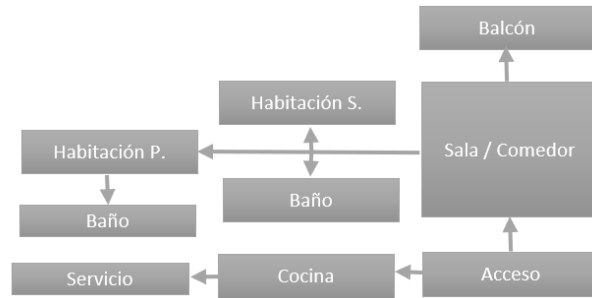 Balcón
Habitación S.
Habitación P.
Sala / Comedor
Baño
Baño
Servicio
Cocina
Acceso